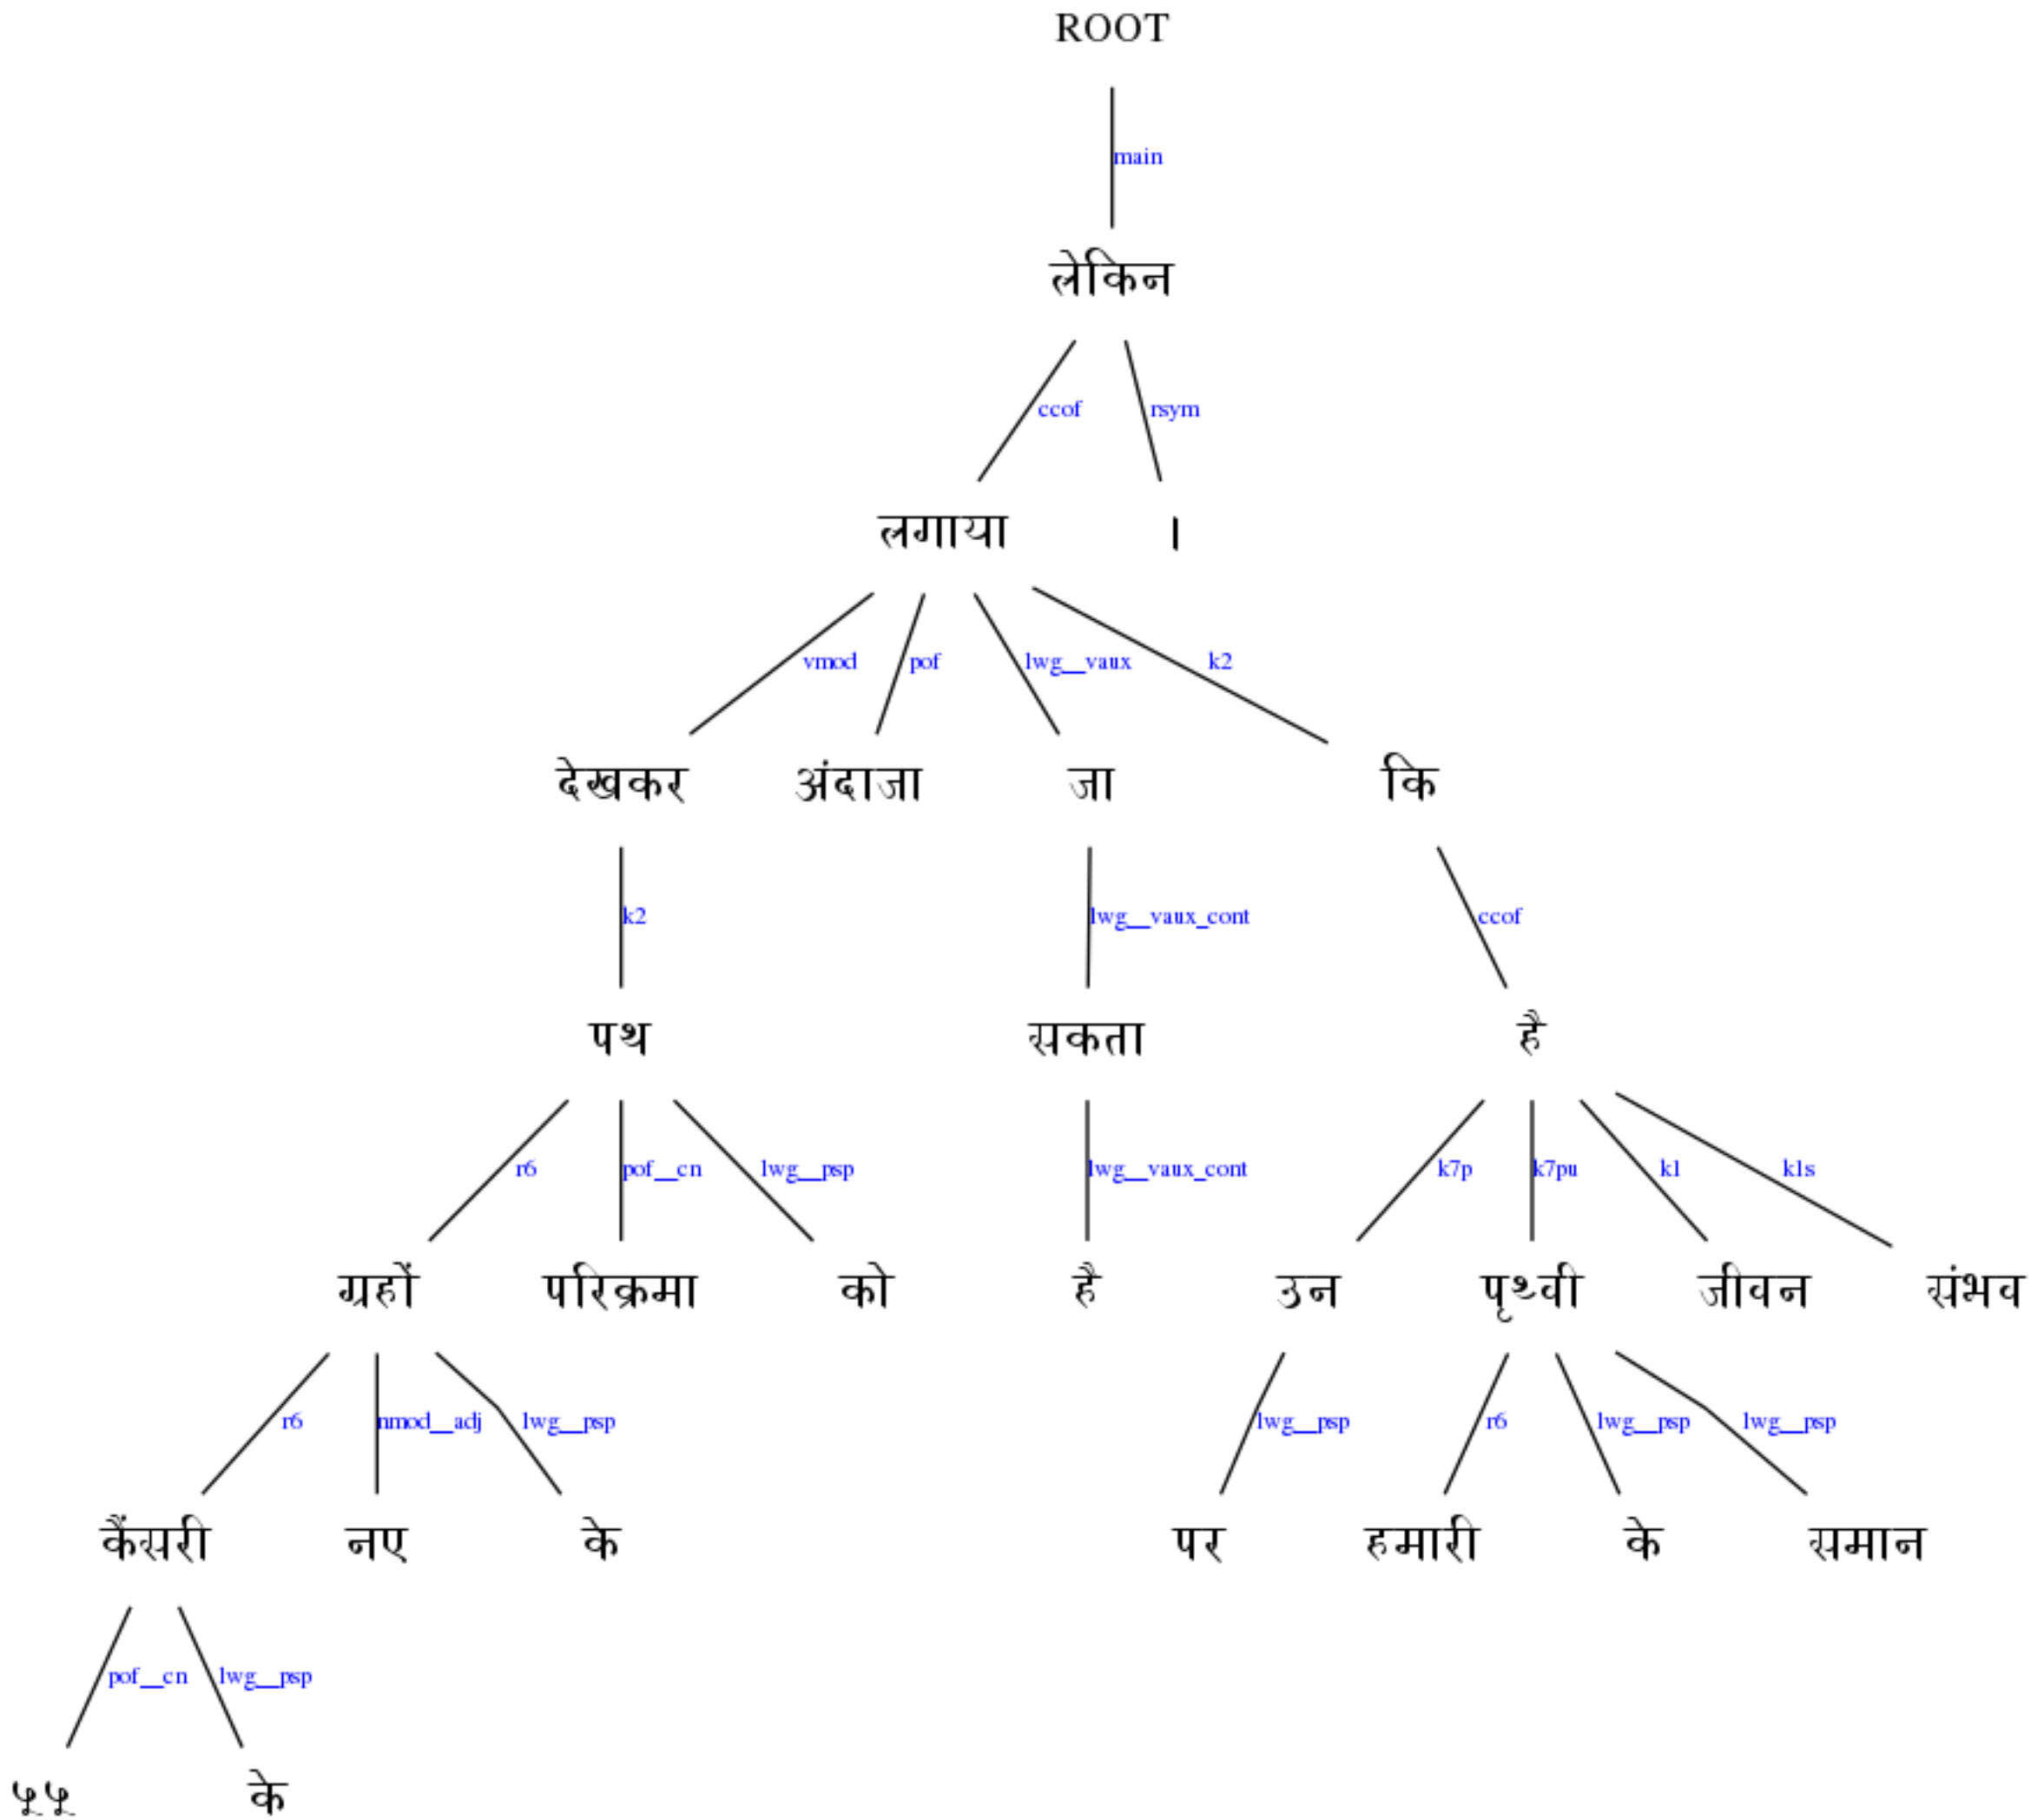 ROOT
main
लेकिन
ccof rsym
लगाया ।
vmod pof lwg__vaux k2
देखकर अंदाजा जा कि
k2 lwg__vaux_cont ccof
पथ सकता है
r6 pof__cn lwg__psp lwg__vaux_cont k7p k7pu k1 k1s
ग्रहों परिक्रमा को है उन पृथ्वी जीवन संभव
r6 nmod__adj lwg__psp lwg__psp r6 lwg__psp lwg__psp
कैंसरी नए के पर हमारी के समान
pof__cn lwg__psp
५५ के